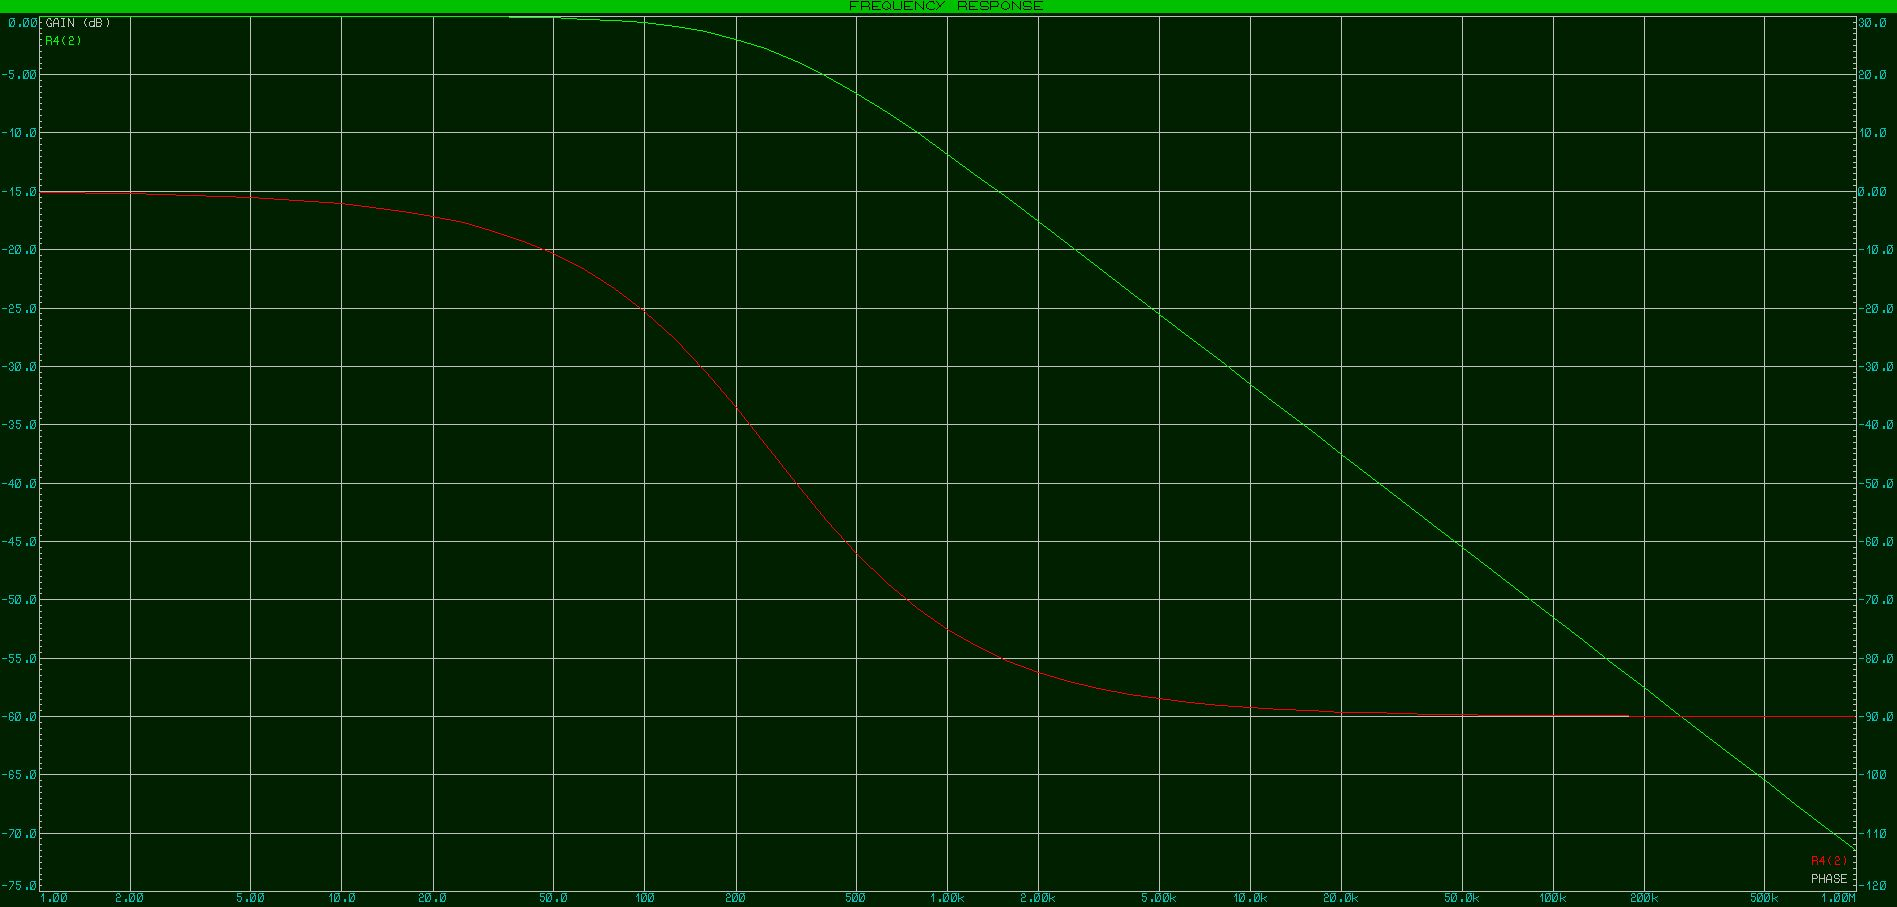 FREQUENCY RESPONSE
0.00 GAIN (dB) 30.0
R4(2)
-5.00 20.0
-10.0 10.0
-15.0 0.00
-20.0 -10.0
-25.0 -20.0
-30.0 -30.0
-35.0 -40.0
-40.0 -50.0
-45.0 -60.0
-50.0 -70.0
-55.0 -80.0
-60.0 -90.0
-65.0 -100
-70.0 -110
R4(2)
PHASE
-75.0 -120
1.00 2.00 5.00 10.0 20.0 50.0 100 200 500 1.00k 2.00k 5.00k 10.0k 20.0k 50.0k 100k 200k 500k 1.00M